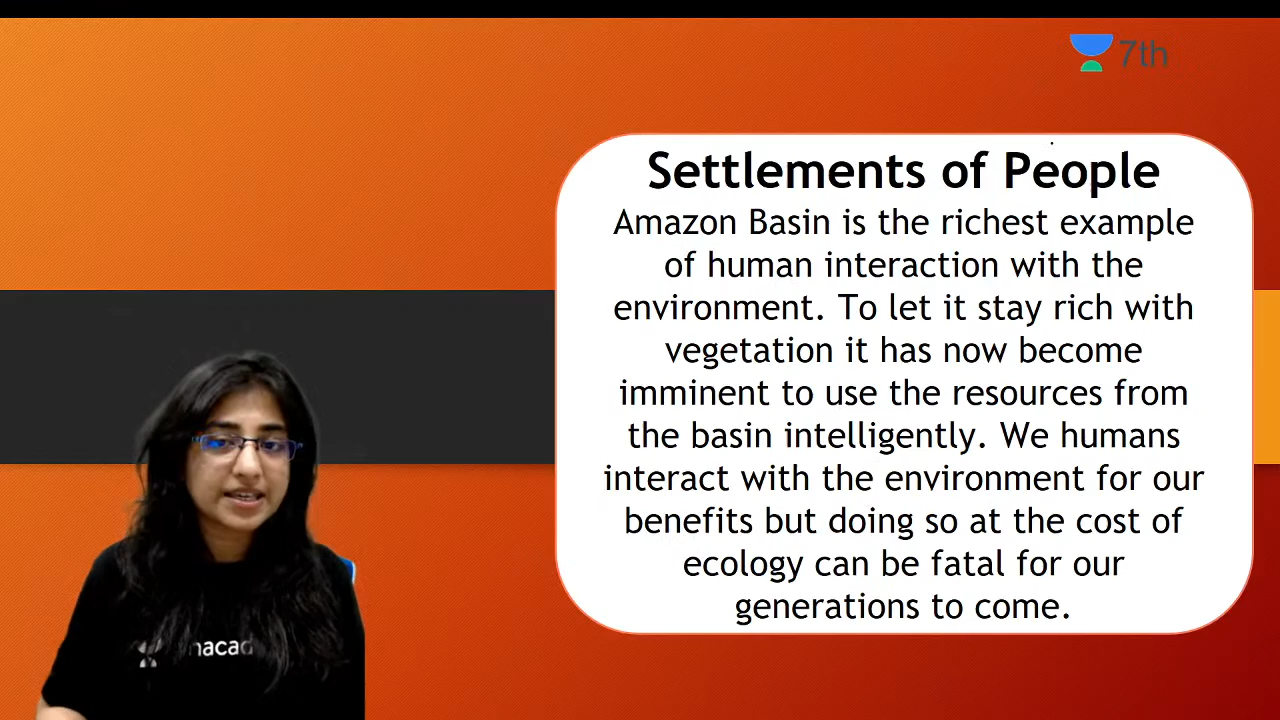 7th
Settlements of People
Amazon Basin is the richest example
of human interaction with the
environment. To let it stay rich with
vegetation it has now become
imminent to use the resources from
the basin intelligently. We humans
interact with the environment for our
benefits but doing so at the cost of
ecology can be fatal for our
generations to come.
nacad